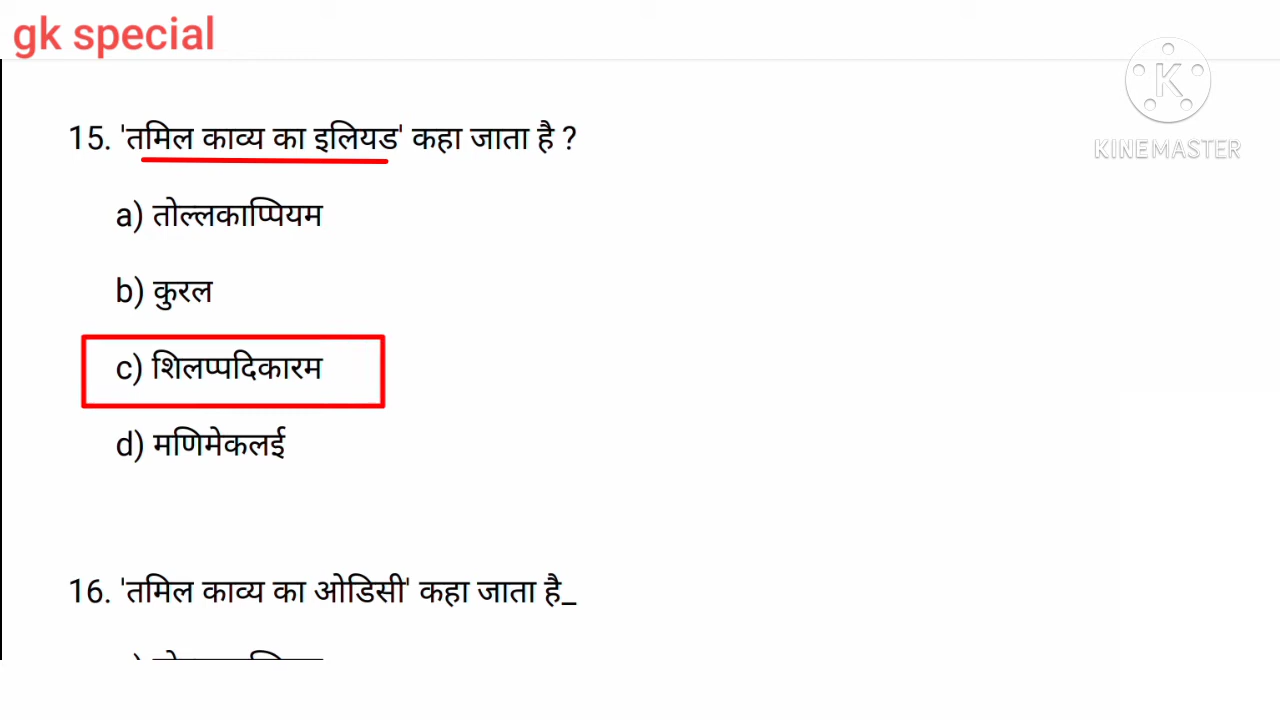 gk special
KINEMASTER
15. 'तमिल काव्य का इलियड' कहा जाता है ?
a) तोल्लकाप्पियम
b) कुरल
c) शिलप्पदिकारम
d) मणिमेकलई
16. 'तमिल काव्य का ओडिसी' कहा जाता है_